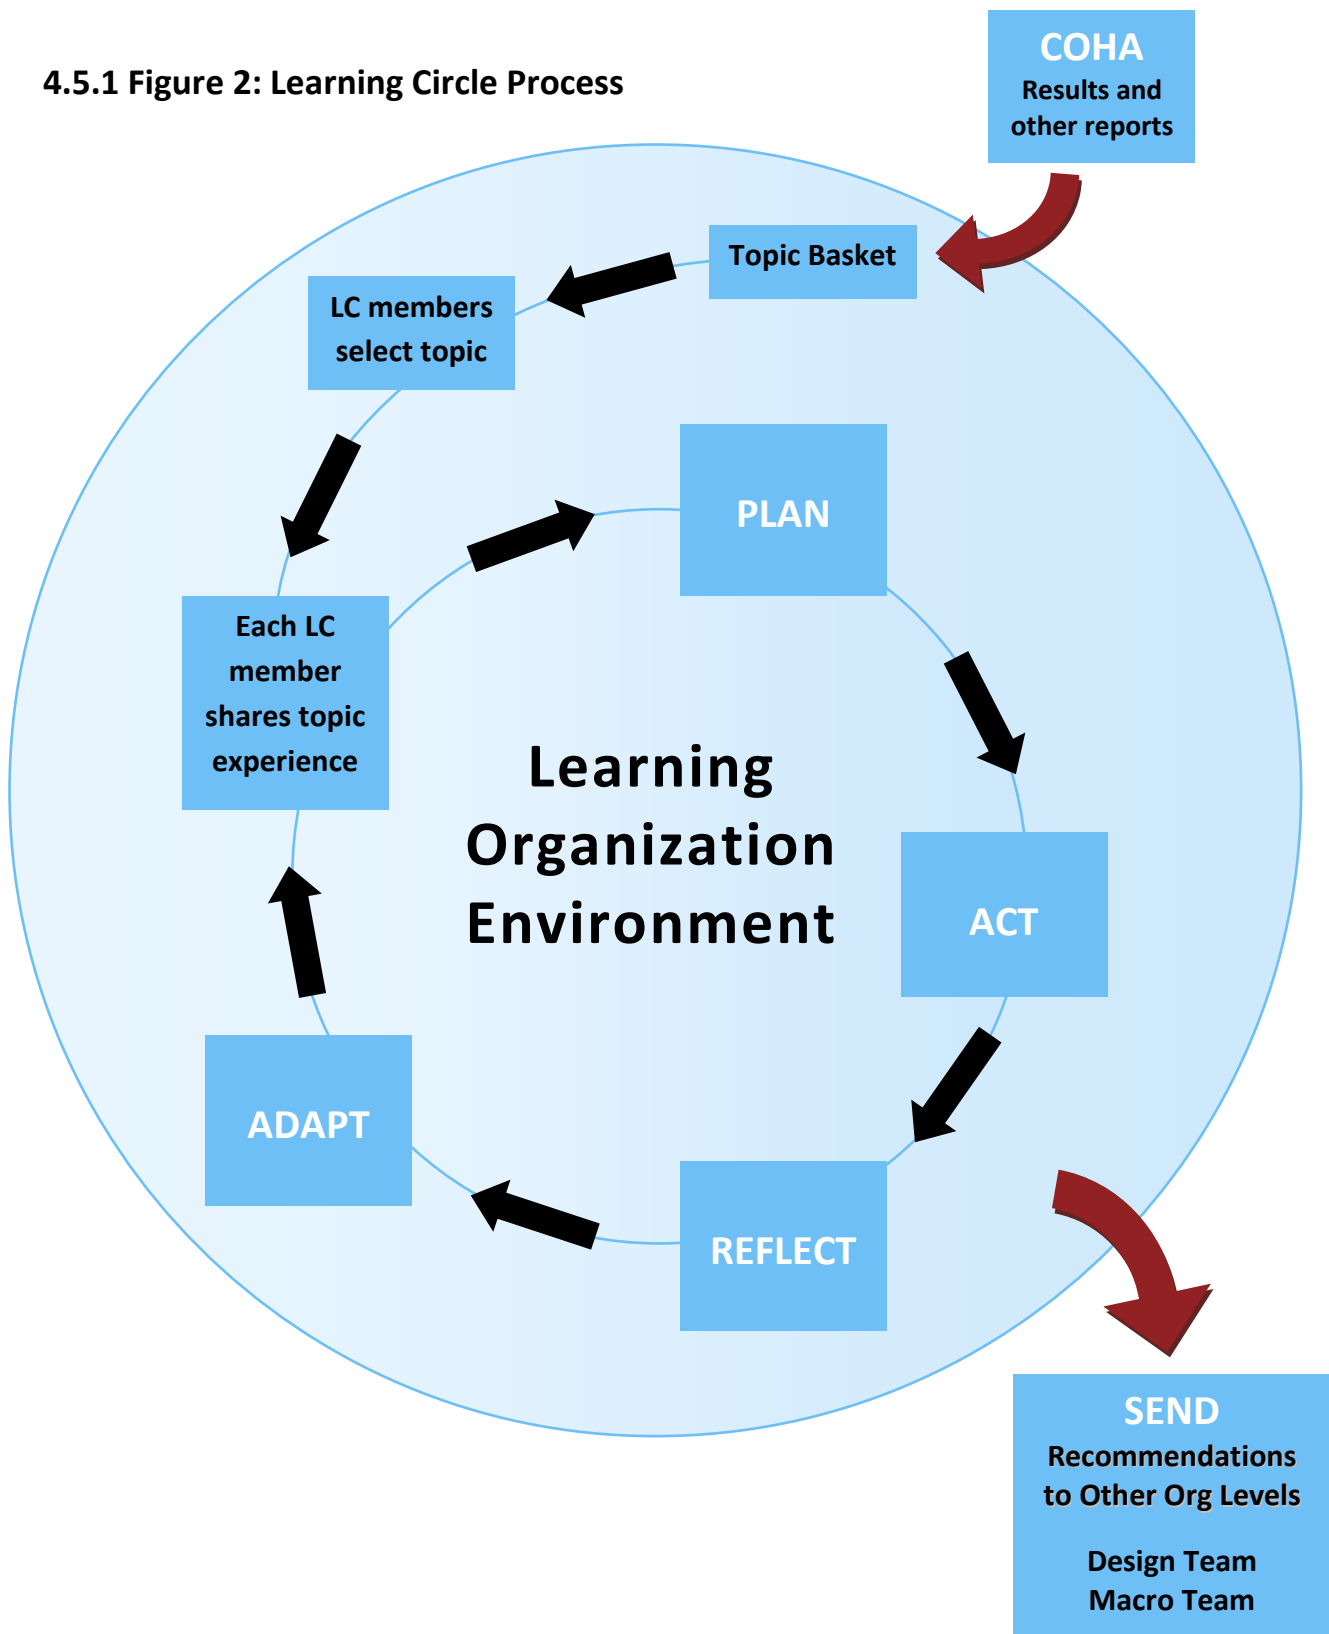 4.5.1 Figure 2: Learning Circle Process
COHA
Results and
other reports
Topic Basket
LC members
select topic
Each LC
member
shares topic
experience
PLAN
ACT
REFLECT
ADAPT
Learning
Organization
Environment
SEND
Recommendations
to Other Org Levels
Design Team
Macro Team